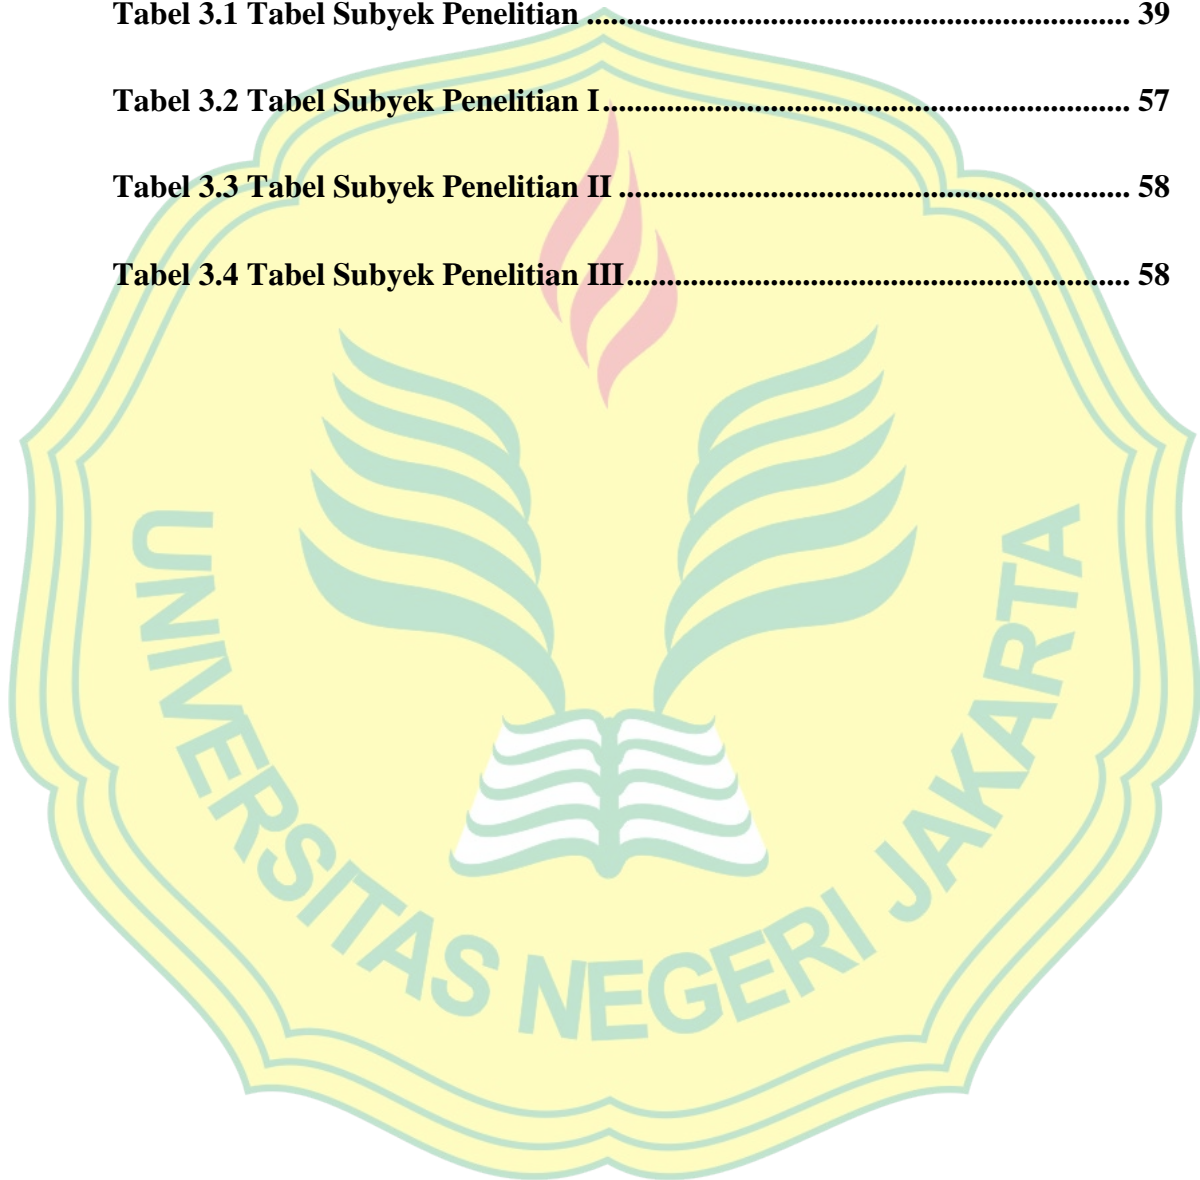 Tabel 3.1 Tabel Subyek Penelitian .................................................................... 39
Tabel 3.2 Tabel Subyek Penelitian I.................................................................. 57
Tabel 3.3 Tabel Subyek Penelitian II ................................................................ 58
Tabel 3.4 Tabel Subyek Penelitian III............................................................... 58
UNIVERSITAS NEGERI JAKARTA